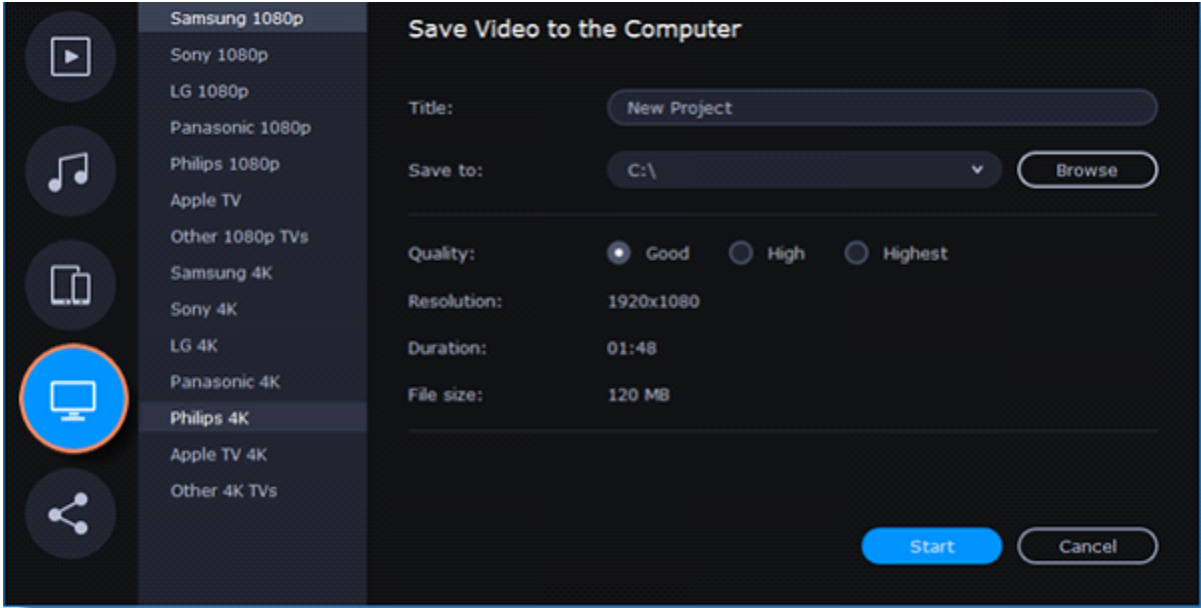 Samsung 1080p
Sony 1080p
LG 1080p
Panasonic 1080p
Philips 1080p
Apple TV
Other 1080p TVs
Samsung 4K
Sony 4K
LG 4K
Panasonic 4K
Philips 4K
Apple TV 4K
Other 4K TVs
Save Video to the Computer
Title: New Project
Save to: C:\ Browse
Quality: Good High Highest
Resolution: 1920x1080
Duration: 01:48
File size: 120 MB
Start Cancel